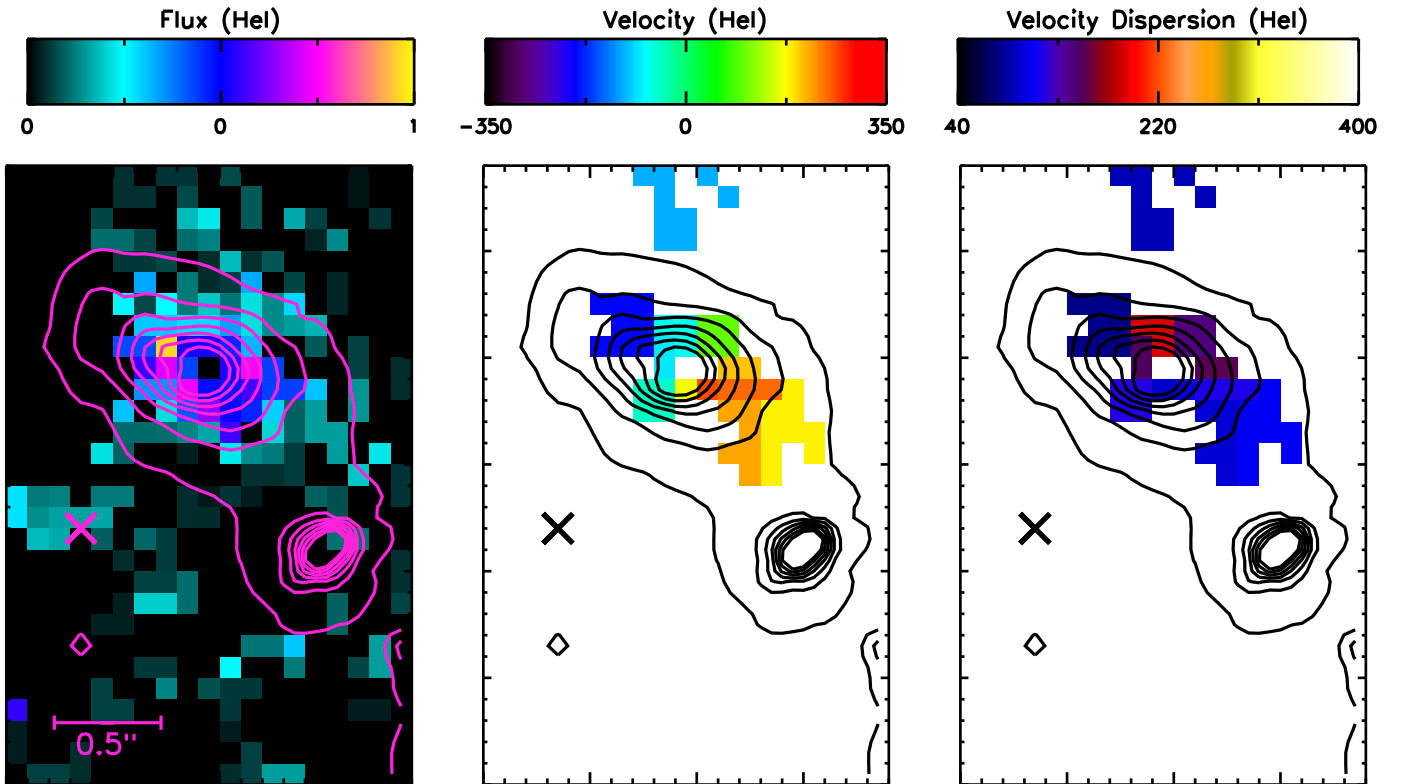 Flux (HeI)
Velocity (HeI)
Velocity Dispersion (HeI)
0 0 1
−350 0 350
40 220 400
0.5"